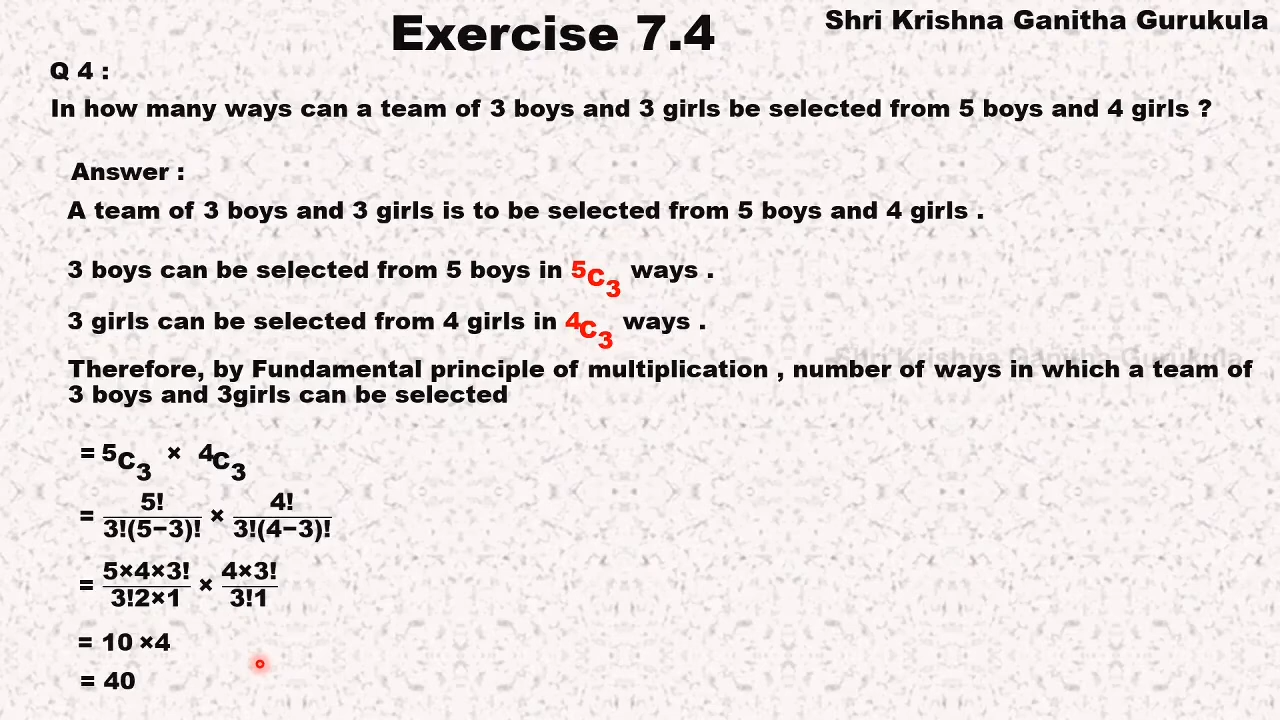 Exercise 7.4
Shri Krishna Ganitha Gurukula
Q 4 :
In how many ways can a team of 3 boys and 3 girls be selected from 5 boys and 4 girls ?
Answer :
A team of 3 boys and 3 girls is to be selected from 5 boys and 4 girls .
3 boys can be selected from 5 boys in 5C3 ways .
3 girls can be selected from 4 girls in 4C3 ways .
Shri Krishna Ganitha Gurukula
Therefore, by Fundamental principle of multiplication , number of ways in which a team of
3 boys and 3girls can be selected
= 5C3 × 4C3
= 5!/3!(5−3)! × 4!/3!(4−3)!
= 5×4×3!/3!2×1 × 4×3!/3!1
= 10 ×4
= 40